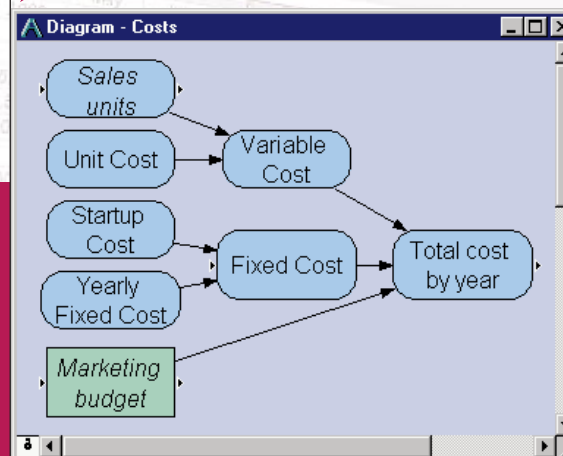 Diagram - Costs
Sales
units
Unit Cost
Variable
Cost
Startup
Cost
Fixed Cost
Total cost
by year
Yearly
Fixed Cost
Marketing
budget